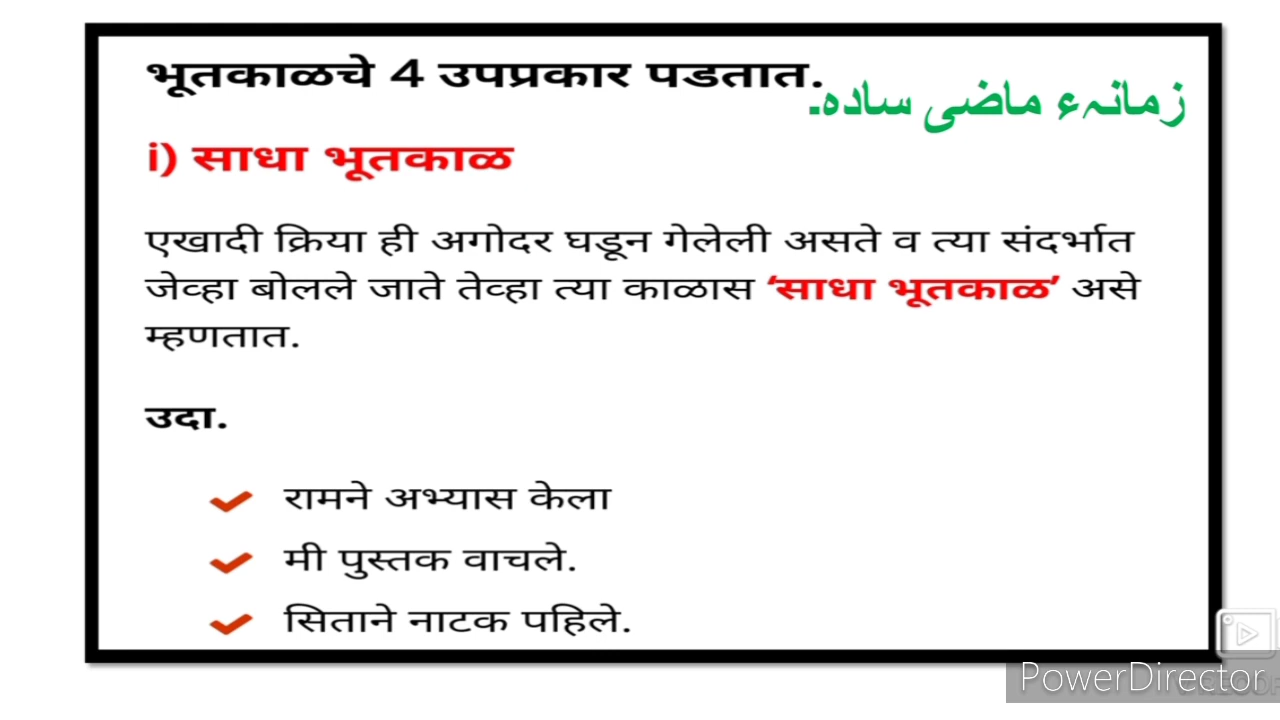 भूतकाळचे 4 उपप्रकार पडतात.
زمانہء ماضی سادہ۔
i) साधा भूतकाळ
एखादी क्रिया ही अगोदर घडून गेलेली असते व त्या संदर्भात
जेव्हा बोलले जाते तेव्हा त्या काळास ‘साधा भूतकाळ’ असे
म्हणतात.
उदा.
रामने अभ्यास केला
मी पुस्तक वाचले.
सिताने नाटक पहिले.
PowerDirector